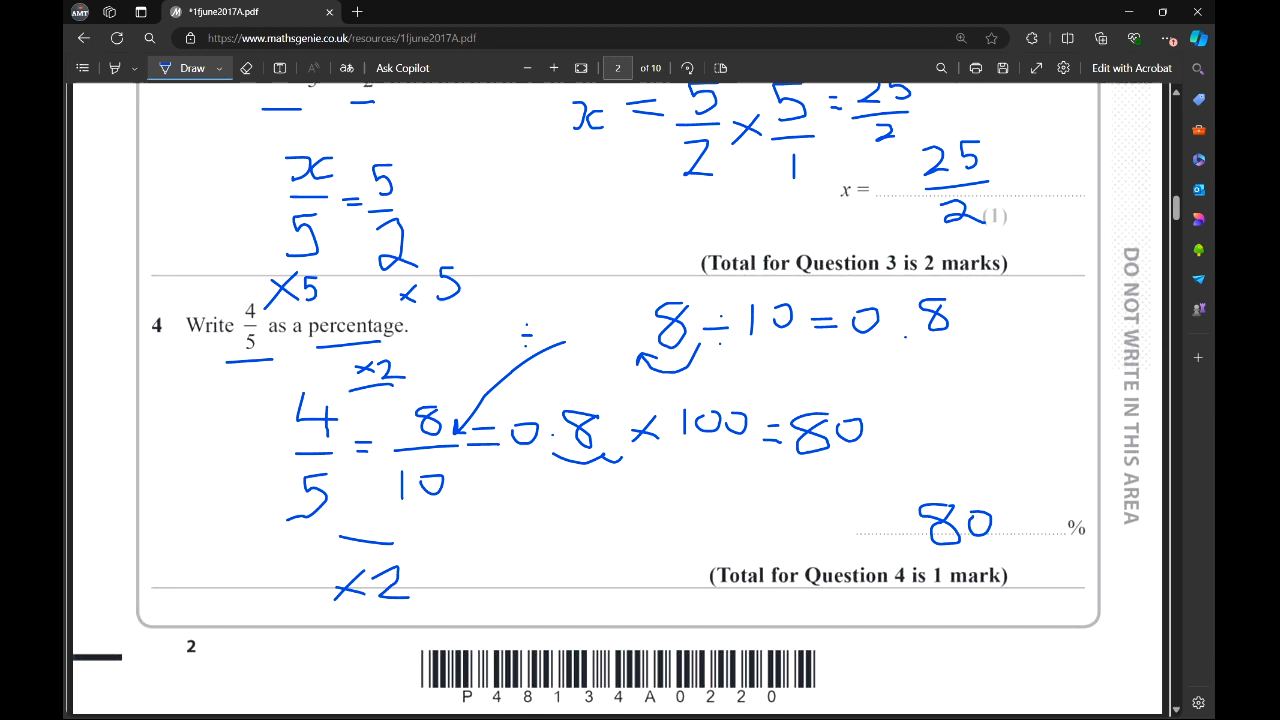 AMT
*1fjune2017A.pdf
https://www.mathsgenie.co.uk/resources/1fjune2017A.pdf
Draw
Ask Copilot
2 of 10
Edit with Acrobat
x = 5/2 × 5/1 = 25/2
x/5 = 5/2
×5 × 5
x = 25/2
(1)
(Total for Question 3 is 2 marks)
4 Write 4/5 as a percentage.
÷
8 ÷ 10 = 0.8
×2
4/5 = 8/10 = 0.8 × 100 = 80
×2
80 %
(Total for Question 4 is 1 mark)
2
P 4 8 1 3 4 A 0 2 2 0
DO NOT WRITE IN THIS AREA